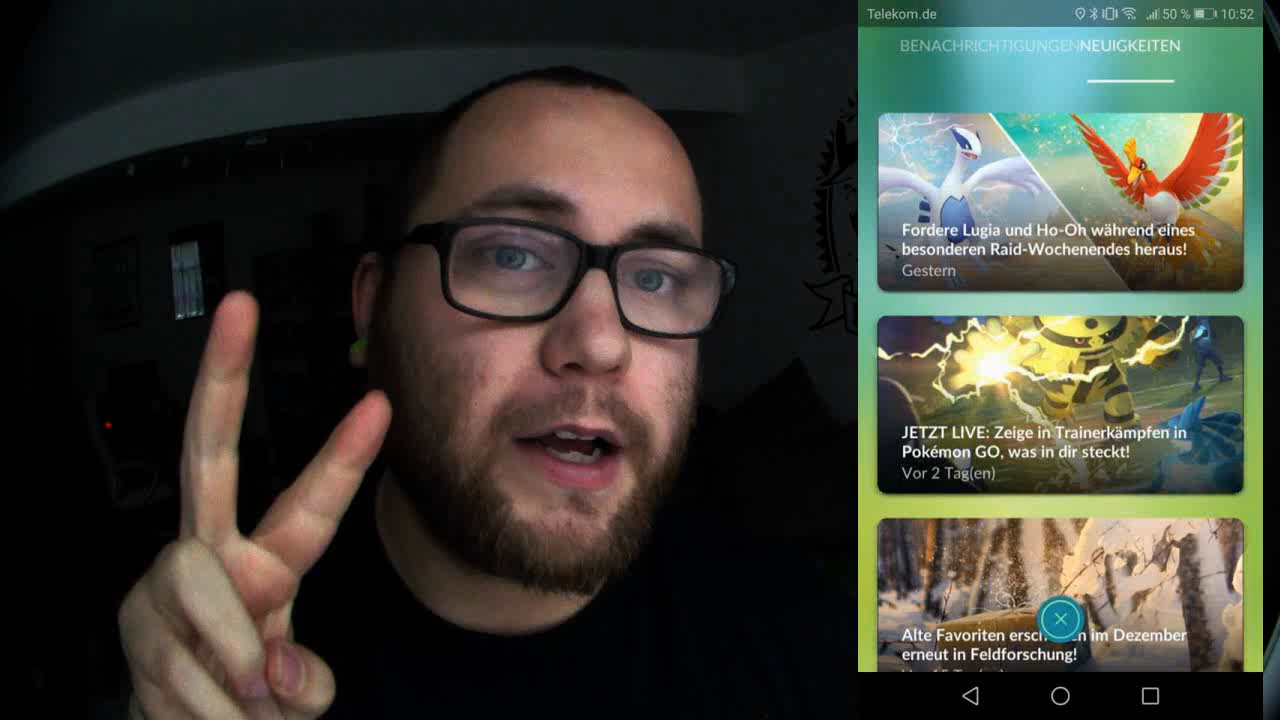 Telekom.de
50 % 10:52
BENACHRICHTIGUNGEN NEUIGKEITEN
Fordere Lugia und Ho-Oh während eines
besonderen Raid-Wochenendes heraus!
Gestern
JETZT LIVE: Zeige in Trainerkämpfen in
Pokémon GO, was in dir steckt!
Vor 2 Tag(en)
Alte Favoriten im Dezember
erneut in Feldforschung!